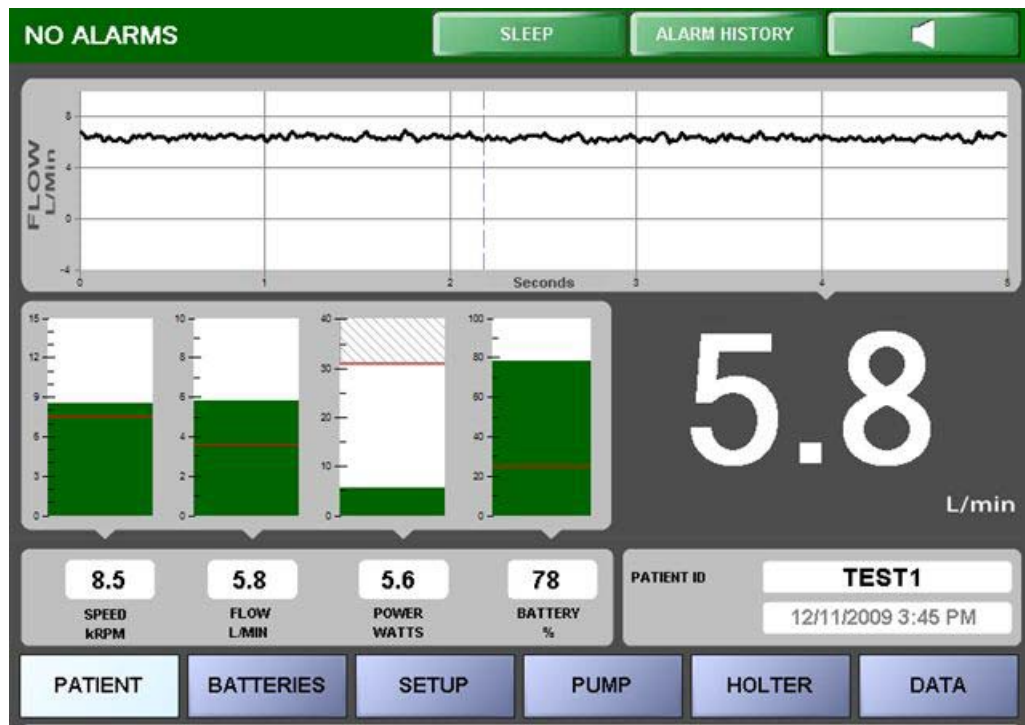 NO ALARMS
SLEEP
ALARM HISTORY
FLOW
L/Min
8
4
0
-4
0
1
2
Seconds
3
4
5
15
12
9
6
3
0
10
8
6
4
2
0
40
30
20
10
0
100
80
60
40
20
0
5.8
L/min
8.5
SPEED
kRPM
5.8
FLOW
L/MIN
5.6
POWER
WATTS
78
BATTERY
%
PATIENT ID
TEST1
12/11/2009 3:45 PM
PATIENT
BATTERIES
SETUP
PUMP
HOLTER
DATA